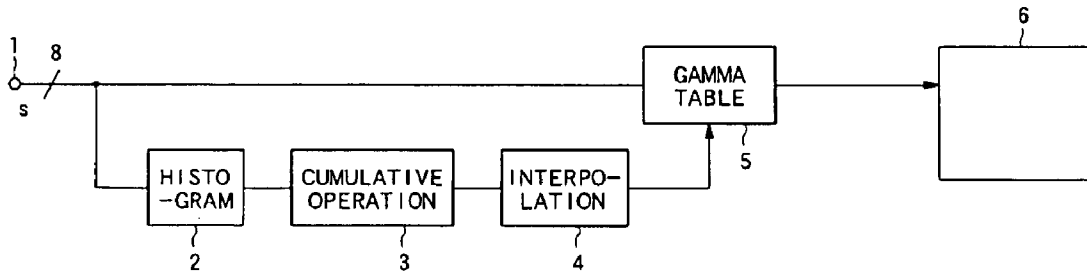 1
8
s
HISTO
-GRAM
2
CUMULATIVE
OPERATION
3
INTERPO-
LATION
4
GAMMA
TABLE
5
6